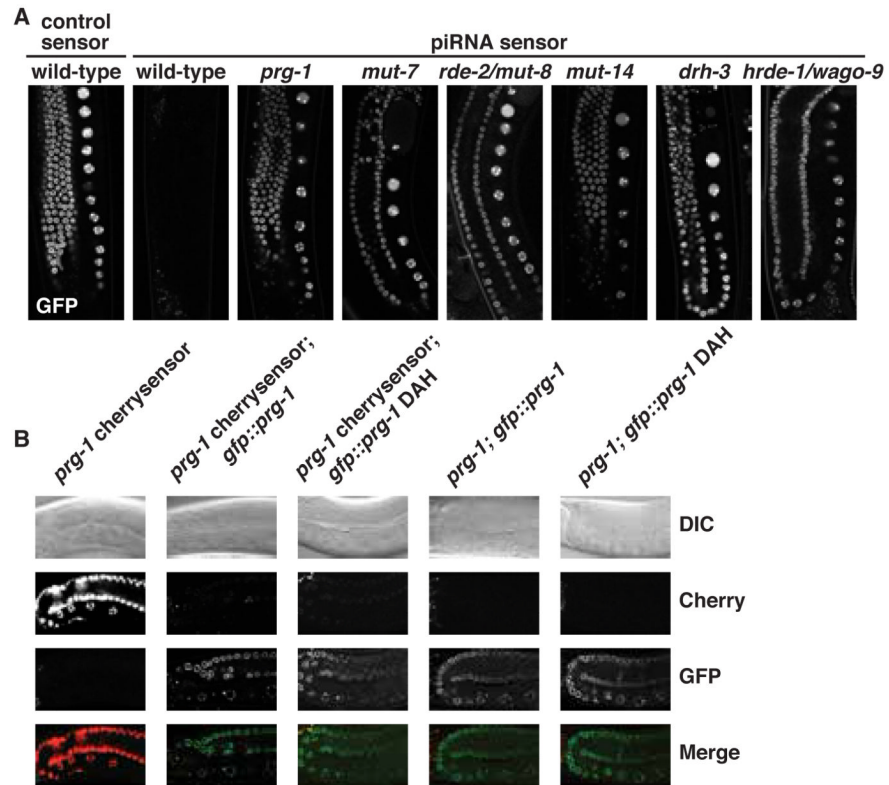 A
control
sensor
piRNA sensor
wild-type wild-type prg-1 mut-7 rde-2/mut-8 mut-14 drh-3 hrde-1/wago-9
GFP
B
prg-1 cherrysensor
prg-1 cherrysensor;
gfp::prg-1
prg-1 cherrysensor;
gfp::prg-1 DAH
prg-1; gfp::prg-1
prg-1; gfp::prg-1 DAH
DIC
Cherry
GFP
Merge